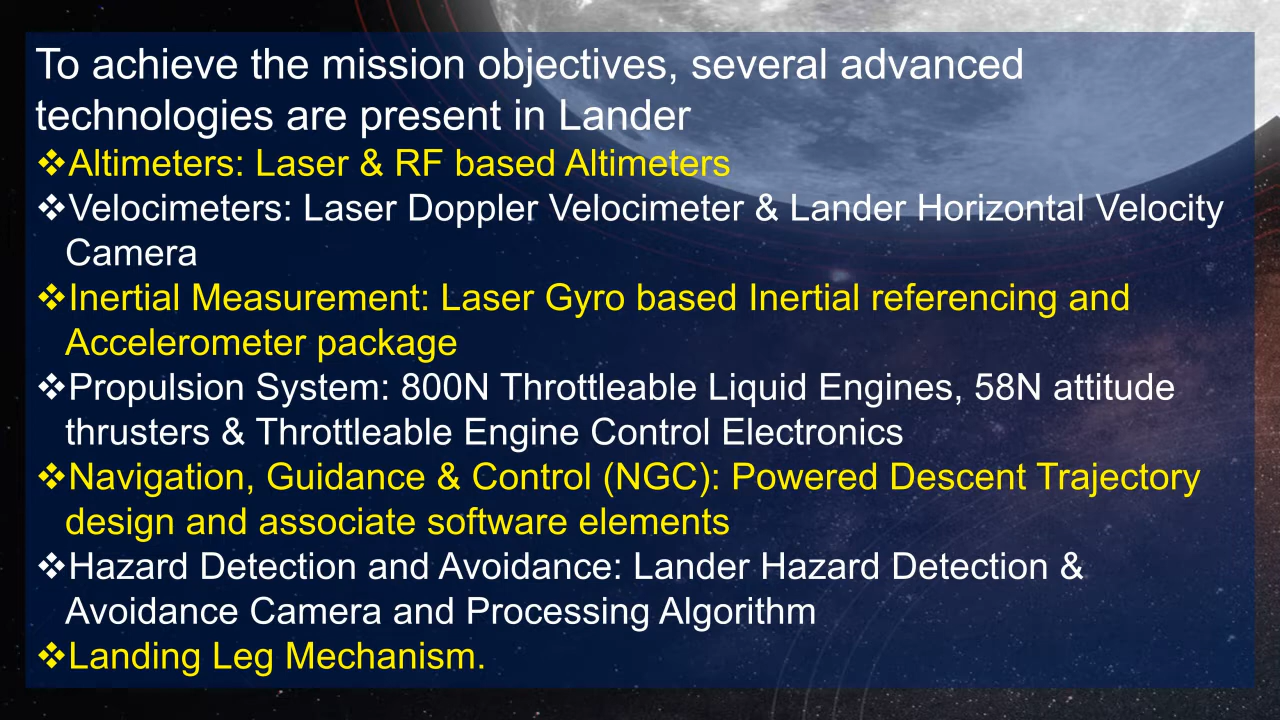 To achieve the mission objectives, several advanced
technologies are present in Lander
❖Altimeters: Laser & RF based Altimeters
❖Velocimeters: Laser Doppler Velocimeter & Lander Horizontal Velocity
Camera
❖Inertial Measurement: Laser Gyro based Inertial referencing and
Accelerometer package
❖Propulsion System: 800N Throttleable Liquid Engines, 58N attitude
thrusters & Throttleable Engine Control Electronics
❖Navigation, Guidance & Control (NGC): Powered Descent Trajectory
design and associate software elements
❖Hazard Detection and Avoidance: Lander Hazard Detection &
Avoidance Camera and Processing Algorithm
❖Landing Leg Mechanism.